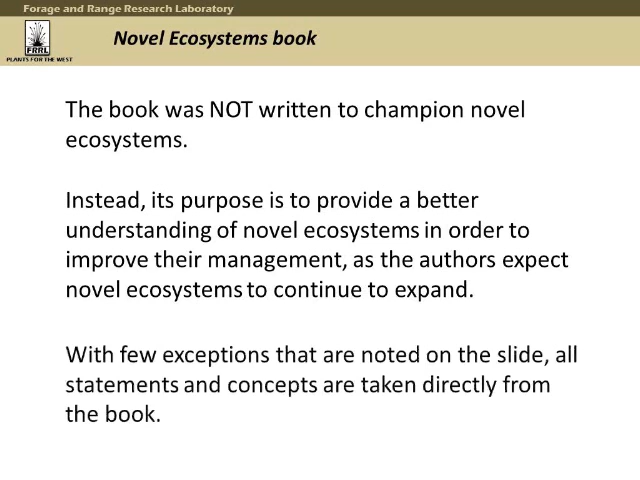 Forage and Range Research Laboratory
FRRL
PLANTS FOR THE WEST
Novel Ecosystems book
The book was NOT written to champion novel
ecosystems.
Instead, its purpose is to provide a better
understanding of novel ecosystems in order to
improve their management, as the authors expect
novel ecosystems to continue to expand.
With few exceptions that are noted on the slide, all
statements and concepts are taken directly from
the book.